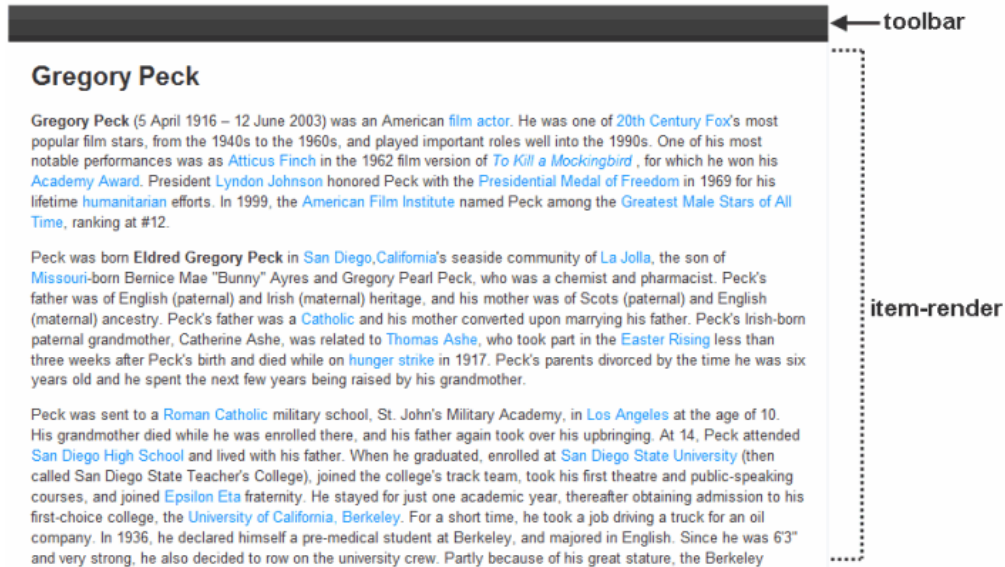 toolbar
Gregory Peck
Gregory Peck (5 April 1916 – 12 June 2003) was an American film actor. He was one of 20th Century Fox's most
popular film stars, from the 1940s to the 1960s, and played important roles well into the 1990s. One of his most
notable performances was as Atticus Finch in the 1962 film version of To Kill a Mockingbird , for which he won his
Academy Award. President Lyndon Johnson honored Peck with the Presidential Medal of Freedom in 1969 for his
lifetime humanitarian efforts. In 1999, the American Film Institute named Peck among the Greatest Male Stars of All
Time, ranking at #12.
Peck was born Eldred Gregory Peck in San Diego,California's seaside community of La Jolla, the son of
Missouri-born Bernice Mae "Bunny" Ayres and Gregory Pearl Peck, who was a chemist and pharmacist. Peck's
father was of English (paternal) and Irish (maternal) heritage, and his mother was of Scots (paternal) and English
(maternal) ancestry. Peck's father was a Catholic and his mother converted upon marrying his father. Peck's Irish-born
paternal grandmother, Catherine Ashe, was related to Thomas Ashe, who took part in the Easter Rising less than
three weeks after Peck's birth and died while on hunger strike in 1917. Peck's parents divorced by the time he was six
years old and he spent the next few years being raised by his grandmother.
item-render
Peck was sent to a Roman Catholic military school, St. John's Military Academy, in Los Angeles at the age of 10.
His grandmother died while he was enrolled there, and his father again took over his upbringing. At 14, Peck attended
San Diego High School and lived with his father. When he graduated, enrolled at San Diego State University (then
called San Diego State Teacher's College), joined the college's track team, took his first theatre and public-speaking
courses, and joined Epsilon Eta fraternity. He stayed for just one academic year, thereafter obtaining admission to his
first-choice college, the University of California, Berkeley. For a short time, he took a job driving a truck for an oil
company. In 1936, he declared himself a pre-medical student at Berkeley, and majored in English. Since he was 6'3"
and very strong, he also decided to row on the university crew. Partly because of his great stature, the Berkeley